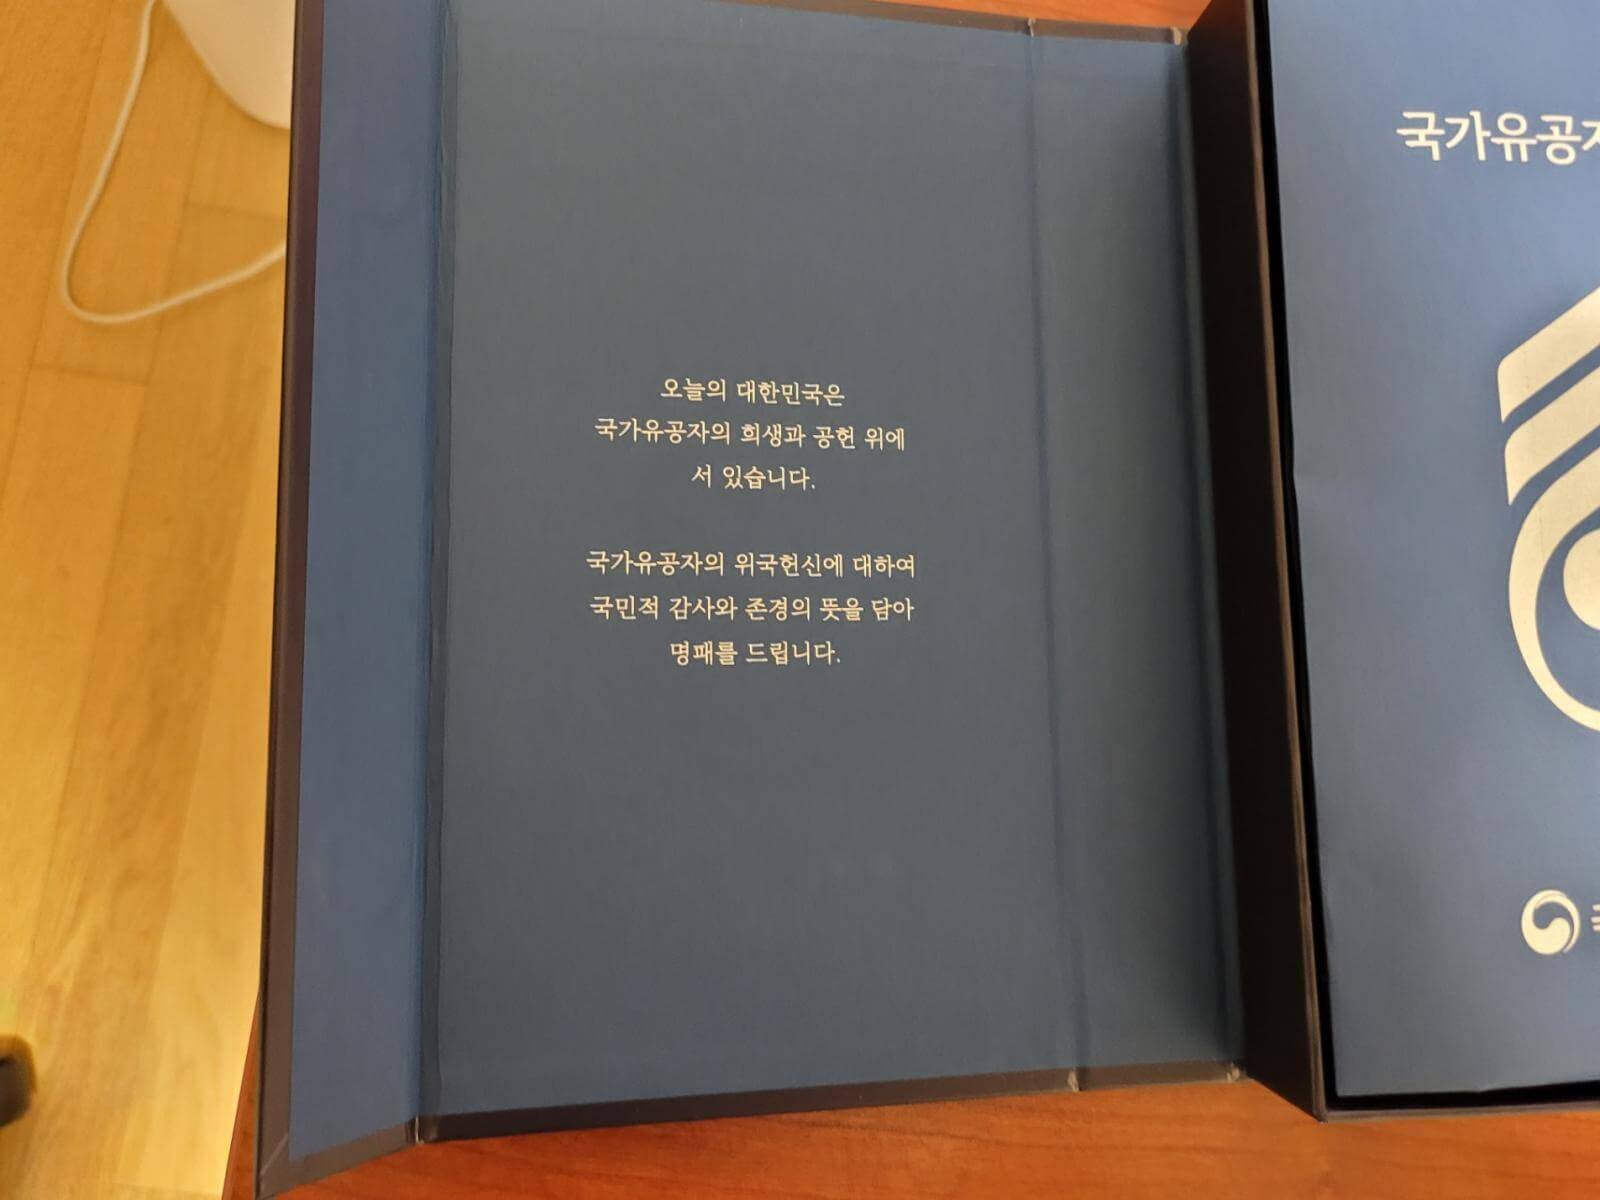 오늘의 대한민국은
국가유공자의 희생과 공헌 위에
서 있습니다.
국가유공자의 위국헌신에 대하여
국민적 감사와 존경의 뜻을 담아
명패를 드립니다.
국가유공자